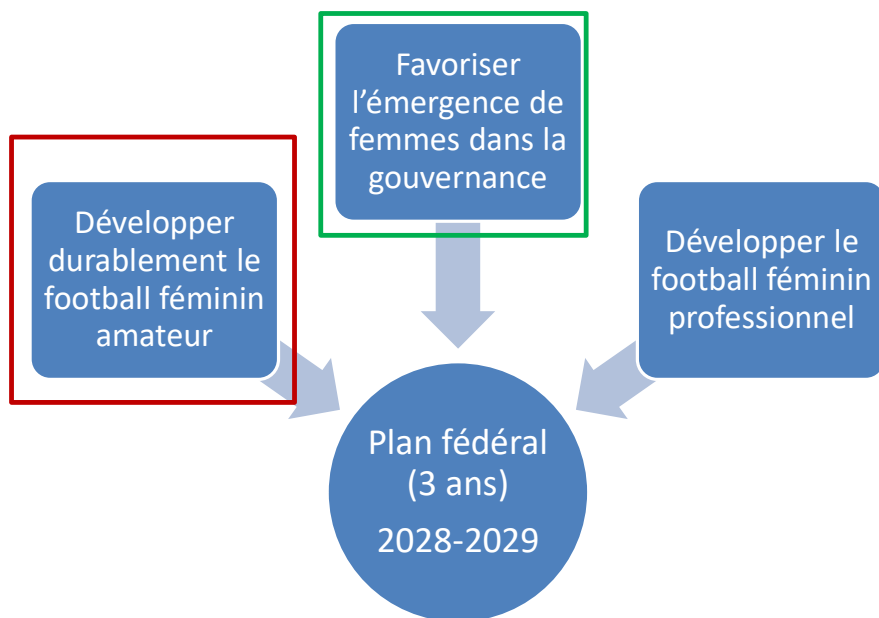 Favoriser
l’émergence de
femmes dans la
gouvernance
Développer
durablement le
football féminin
amateur
Développer le
football féminin
professionnel
Plan fédéral
(3 ans)
2028-2029